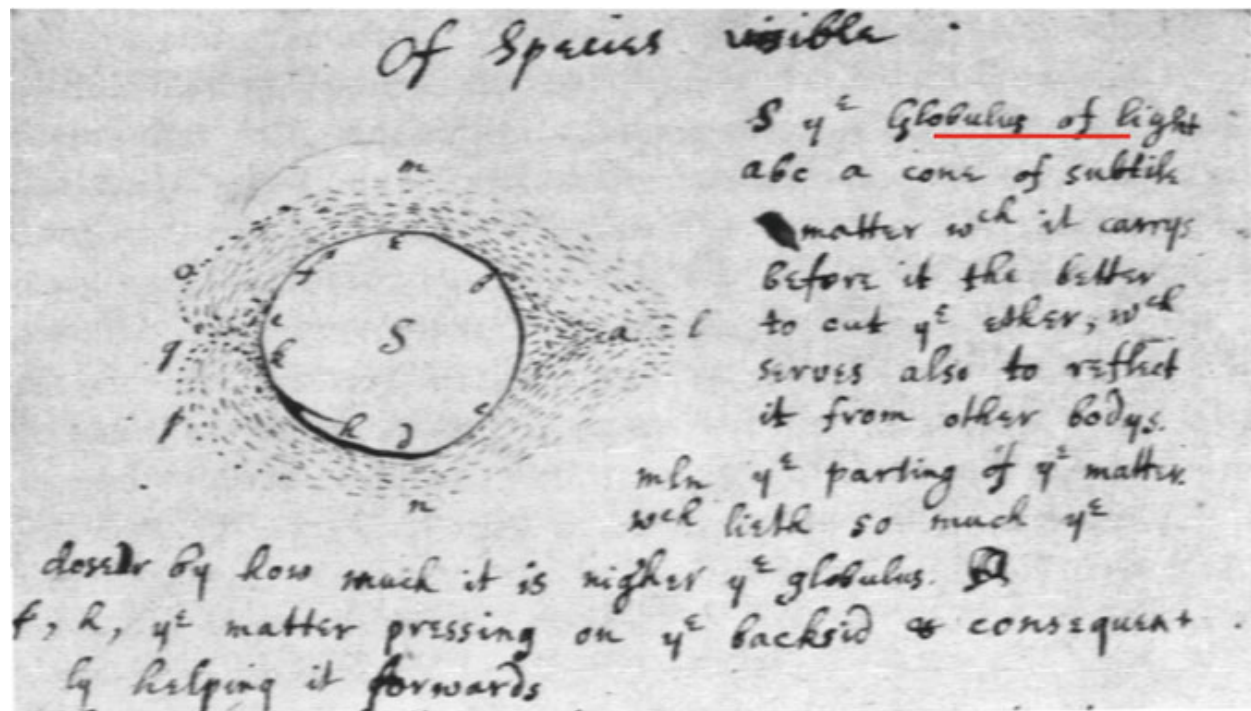 Of Species visible.
S yᵉ Globulus of light
abc a cone of subtile
matter wᶜʰ it carrys
before it the better
to cut yᵉ ether, wᶜʰ
serves also to reflect
it from other bodys.
mln yᵉ parting of yᵉ matter.
wᶜʰ lieth so much yᵉ
closer by how much it is nigher yᵉ globulus.
f, h, yᵉ matter pressing on yᵉ backsid & consequent
ly helping it forwards
m
e
g
S
a
l
q
p
h
d
c
n